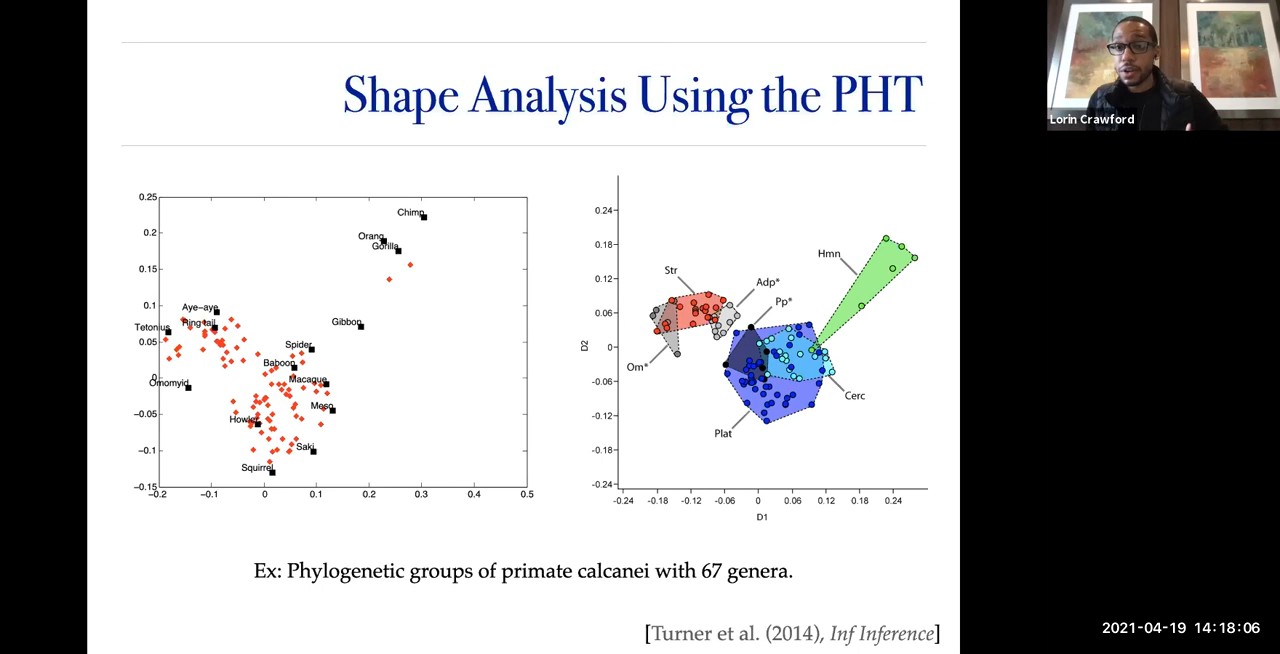 Shape Analysis Using the PHT
Lorin Crawford
0.25
0.2
0.15
0.1
0.05
0
−0.05
−0.1
−0.15
−0.2
−0.1
0
0.1
0.2
0.3
0.4
0.5
Chimp
Orang
Gorilla
Aye−aye
Ring tail
Tetonius
Gibbon
Spider
Baboon
Macaque
Omomyid
Meso
Howler
Saki
Squirrel
0.24
0.18
0.12
0.06
0
-0.06
-0.12
-0.18
-0.24
D2
-0.24
-0.18
-0.12
-0.06
0
0.06
0.12
0.18
0.24
D1
Hmn
Str
Adp*
Pp*
Om*
Cerc
Plat
Ex: Phylogenetic groups of primate calcanei with 67 genera.
[Turner et al. (2014), Inf Inference]
2021-04-19 14:18:06